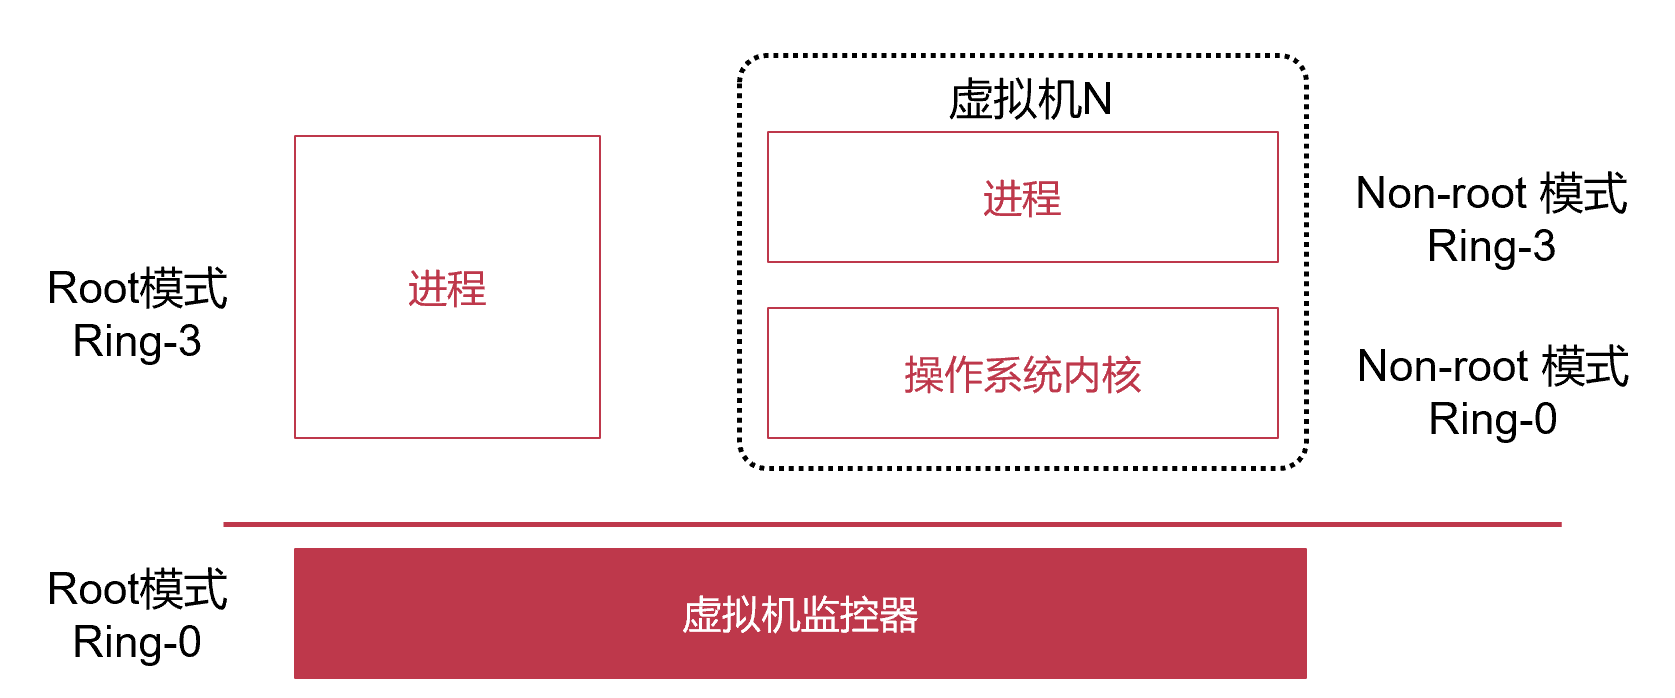 虚拟机N
进程
Non-root 模式
Ring-3
Root模式
Ring-3
进程
操作系统内核
Non-root 模式
Ring-0
Root模式
Ring-0
虚拟机监控器